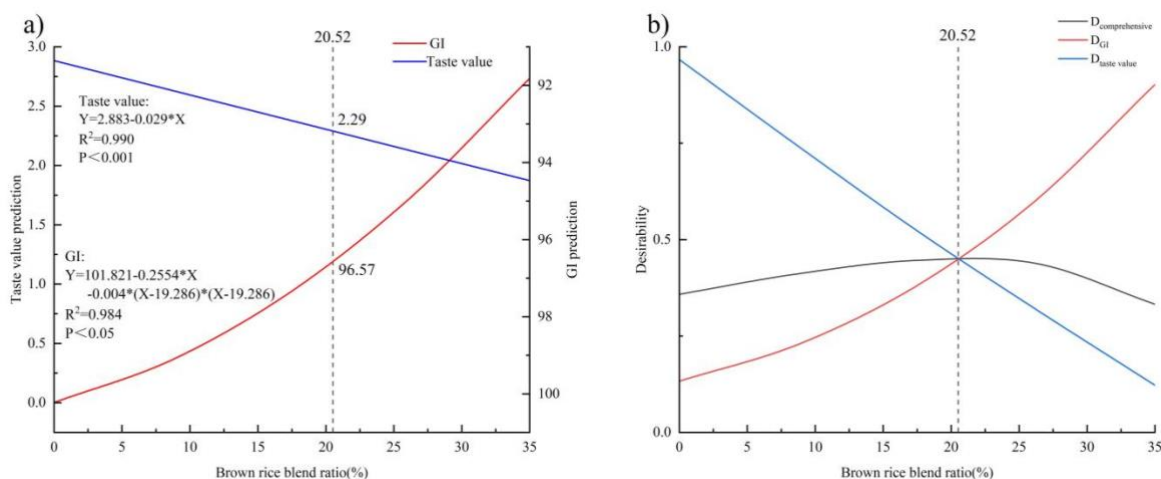 a)
20.52
GI
Taste value
3.0
2.5
2.0
1.5
1.0
0.5
0.0
Taste value prediction
Taste value:
Y=2.883-0.029*X
R²=0.990
P<0.001
2.29
GI:
Y=101.821-0.2554*X
-0.004*(X-19.286)*(X-19.286)
R²=0.984
P<0.05
96.57
92
94
96
98
100
GI prediction
0
5
10
15
20
25
30
35
Brown rice blend ratio(%)
b)
20.52
D comprehensive
D GI
D taste value
1.0
0.5
0.0
Desirability
0
5
10
15
20
25
30
35
Brown rice blend ratio(%)